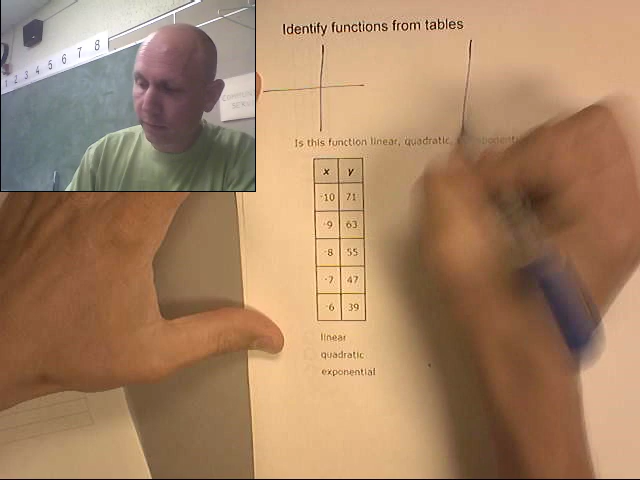 1 2 3 4 5 6 7 8
Identify functions from tables
Is this function linear, quadratic,
x y
-10 71
-9 63
-8 55
-7 47
-6 39
linear
quadratic
exponential